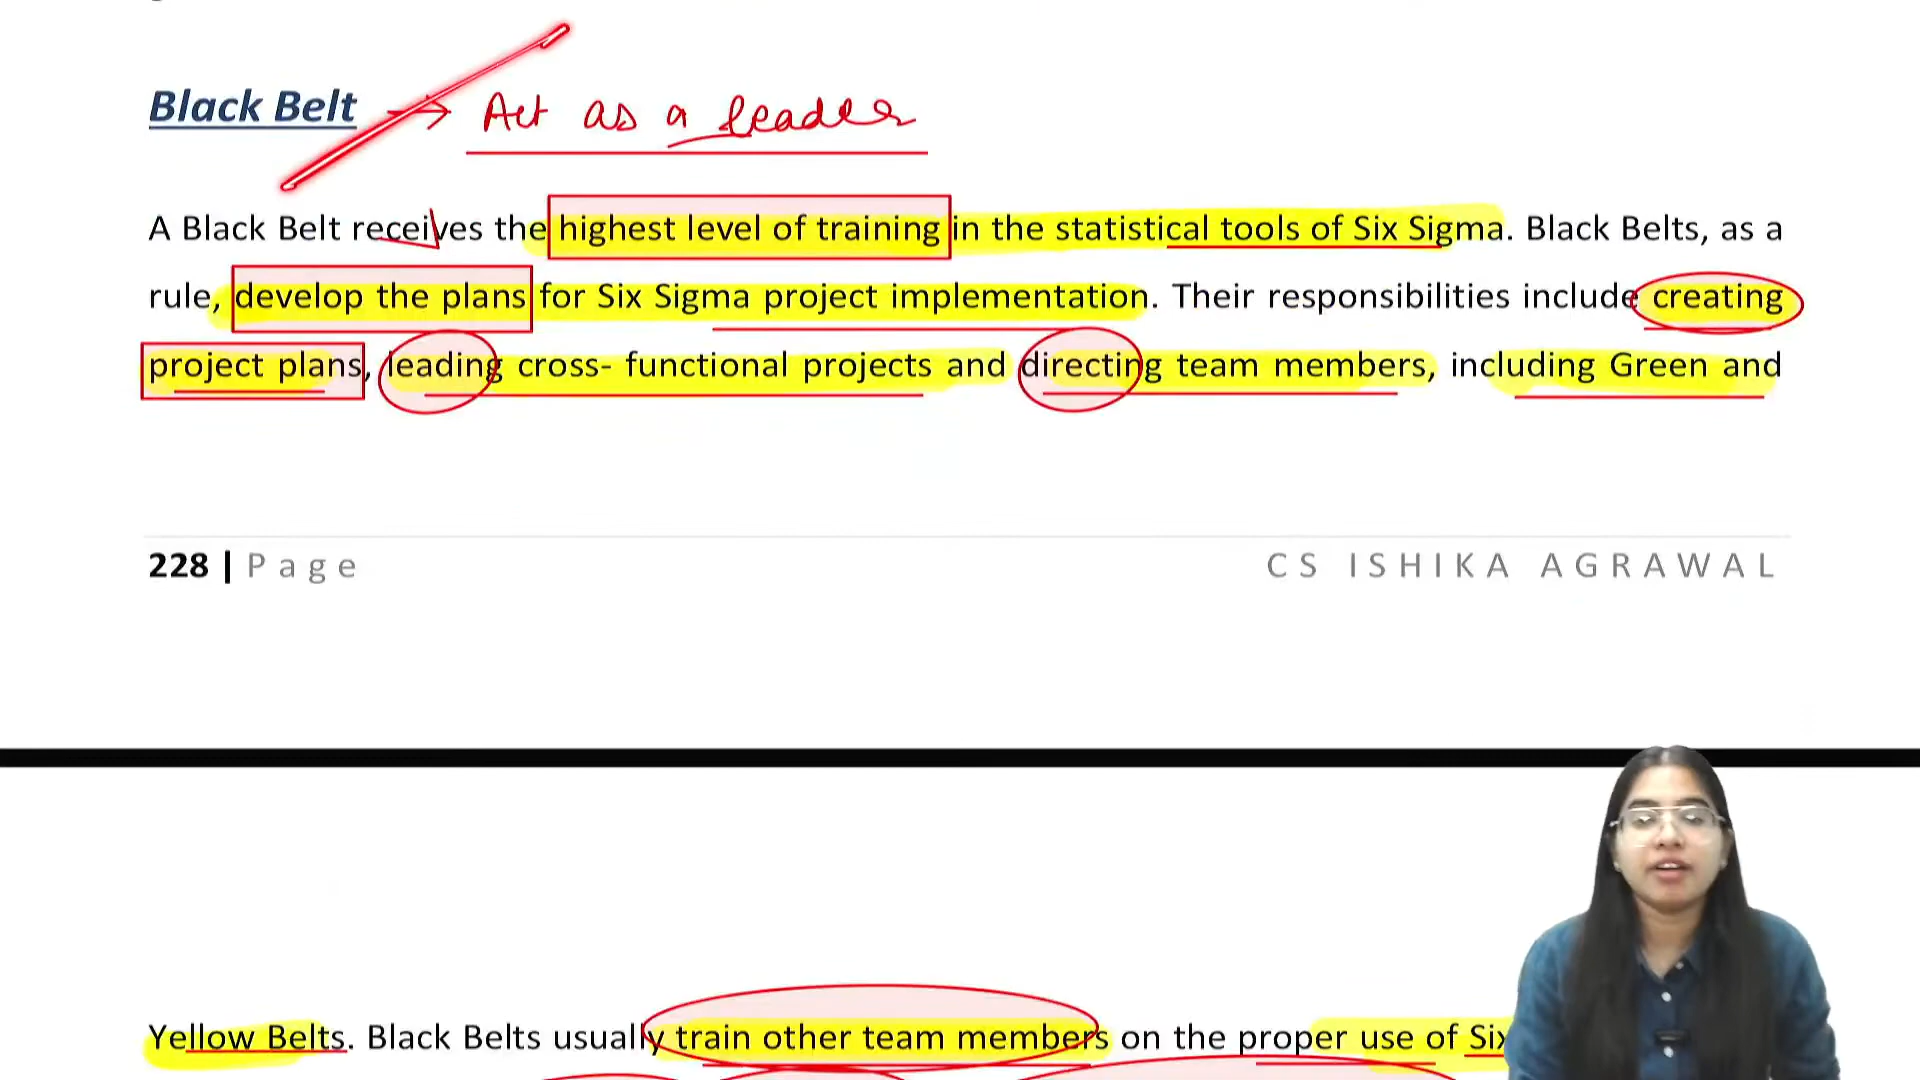 Black Belt → Act as a leader
A Black Belt receives the highest level of training in the statistical tools of Six Sigma. Black Belts, as a
rule, develop the plans for Six Sigma project implementation. Their responsibilities include creating
project plans, leading cross- functional projects and directing team members, including Green and
228 | Page
CS ISHIKA AGRAWAL
Yellow Belts. Black Belts usually train other team members on the proper use of Six